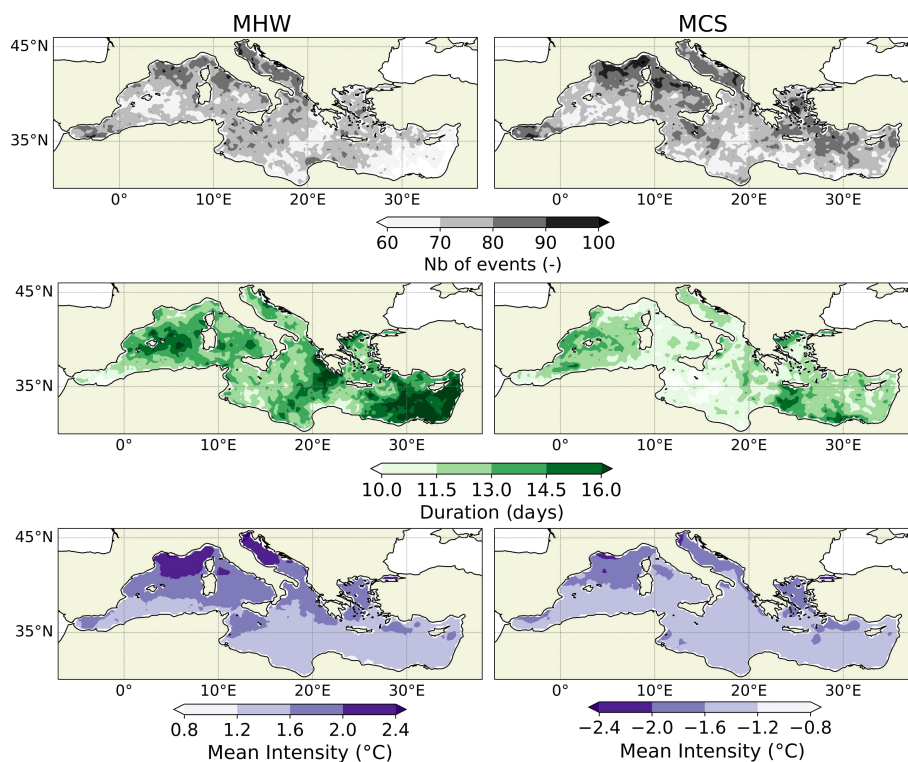 MHW MCS
45°N
35°N
0° 10°E 20°E 30°E 0° 10°E 20°E 30°E
60 70 80 90 100
Nb of events (-)
45°N
35°N
0° 10°E 20°E 30°E 0° 10°E 20°E 30°E
10.0 11.5 13.0 14.5 16.0
Duration (days)
45°N
35°N
0° 10°E 20°E 30°E 0° 10°E 20°E 30°E
0.8 1.2 1.6 2.0 2.4 −2.4 −2.0 −1.6 −1.2 −0.8
Mean Intensity (°C) Mean Intensity (°C)